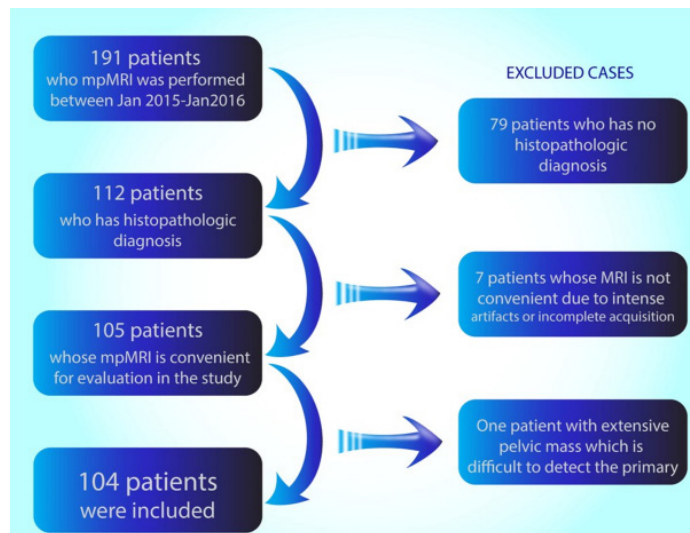 191 patients
who mpMRI was performed
between Jan 2015-Jan2016
EXCLUDED CASES
79 patients who has no
histopathologic
diagnosis
112 patients
who has histopathologic
diagnosis
7 patients whose MRI is not
convenient due to intense
artifacts or incomplete acquisition
105 patients
whose mpMRI is convenient
for evaluation in the study
One patient with extensive
pelvic mass which is
difficult to detect the primary
104 patients
were included